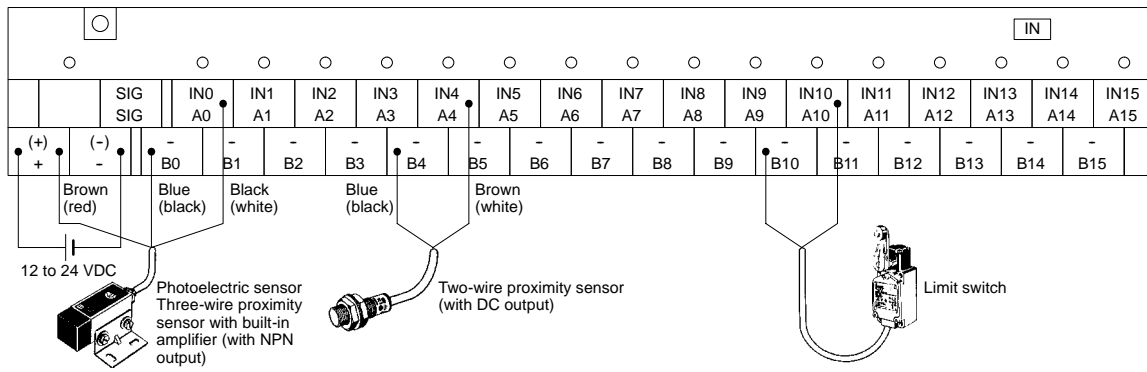 IN
SIG IN0 IN1 IN2 IN3 IN4 IN5 IN6 IN7 IN8 IN9 IN10 IN11 IN12 IN13 IN14 IN15
SIG A0 A1 A2 A3 A4 A5 A6 A7 A8 A9 A10 A11 A12 A13 A14 A15
(+) (-) - - - - - - - - - - - - - - - -
+ - B0 B1 B2 B3 B4 B5 B6 B7 B8 B9 B10 B11 B12 B13 B14 B15
Brown
(red)
Blue
(black)
Black
(white)
Blue
(black)
Brown
(white)
12 to 24 VDC
Photoelectric sensor
Three-wire proximity
sensor with built-in
amplifier (with NPN
output)
Two-wire proximity sensor
(with DC output)
Limit switch